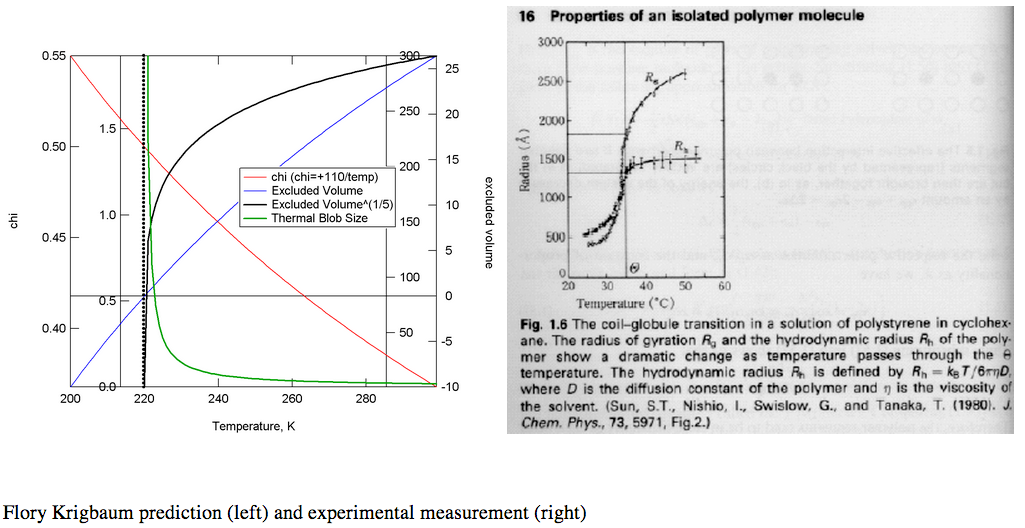 0.55
0.50
0.45
0.40
1.5
1.0
0.5
0.0
300
250
200
150
100
50
25
20
15
10
5
0
-5
-10
200
220
240
260
280
chi
excluded volume
Temperature, K
chi (chi=+110/temp)
Excluded Volume
Excluded Volume^(1/5)
Thermal Blob Size
16 Properties of an isolated polymer molecule
3000
2500
2000
1500
1000
500
0
20 30 40 50 60
Radius (Å)
Rg
Rh
Θ
Temperature (°C)
Fig. 1.6 The coil–globule transition in a solution of polystyrene in cyclohex-
ane. The radius of gyration Rg and the hydrodynamic radius Rh of the poly-
mer show a dramatic change as temperature passes through the Θ
temperature. The hydrodynamic radius Rh is defined by Rh = kBT/6πηD,
where D is the diffusion constant of the polymer and η is the viscosity of
the solvent. (Sun, S.T., Nishio, I., Swislow, G., and Tanaka, T. (1980). J.
Chem. Phys., 73, 5971, Fig.2.)
Flory Krigbaum prediction (left) and experimental measurement (right)